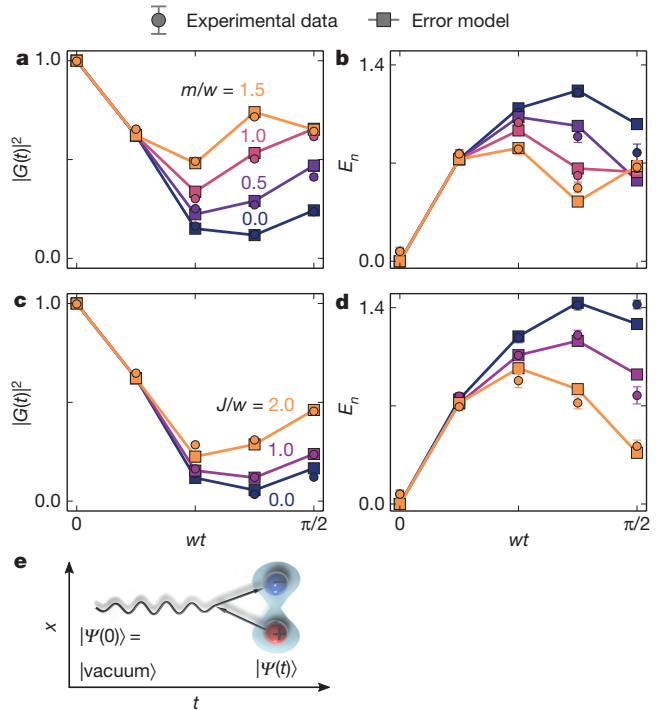 Experimental data
Error model
a
1.0
|G(t)|²
0.0
m/w = 1.5
1.0
0.5
0.0
b
1.4
Eₙ
0.0
c
1.0
|G(t)|²
0.0
J/w = 2.0
1.0
0.0
0
wt
π/2
d
1.4
Eₙ
0.0
0
wt
π/2
e
x
|Ψ(0)⟩ =
|vacuum⟩
−
+
|Ψ(t)⟩
t